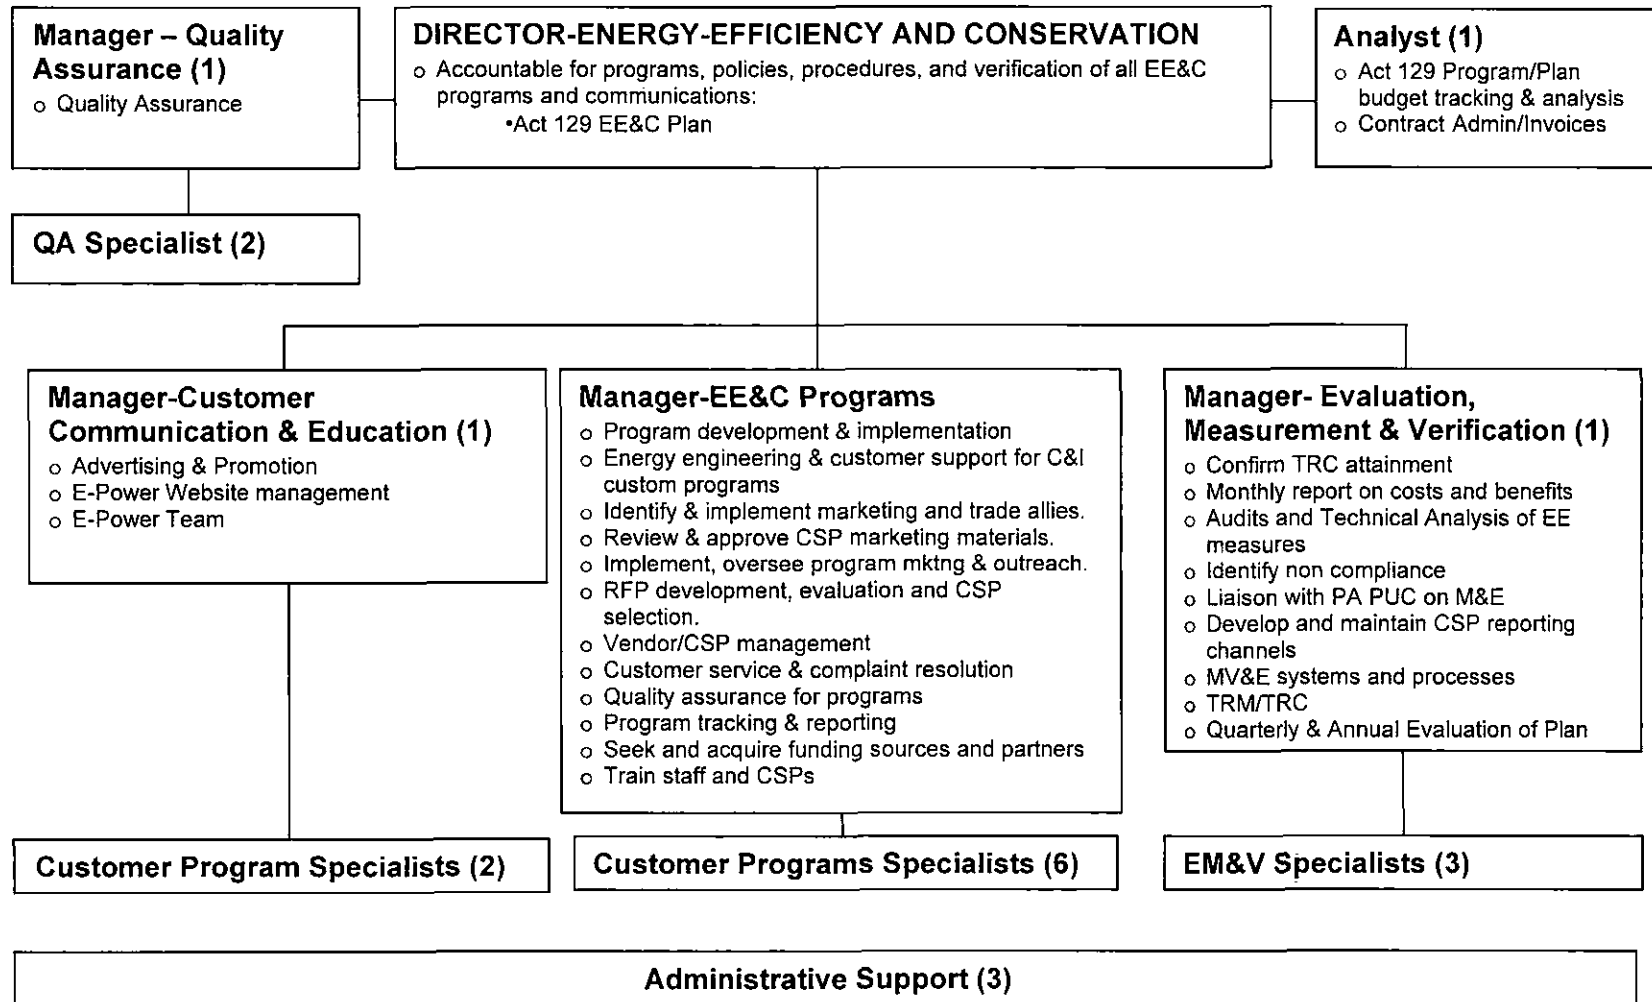 Manager – Quality
Assurance (1)
o Quality Assurance
DIRECTOR-ENERGY-EFFICIENCY AND CONSERVATION
o Accountable for programs, policies, procedures, and verification of all EE&C
programs and communications:
•Act 129 EE&C Plan
Analyst (1)
o Act 129 Program/Plan
budget tracking & analysis
o Contract Admin/Invoices
QA Specialist (2)
Manager-Customer
Communication & Education (1)
o Advertising & Promotion
o E-Power Website management
o E-Power Team
Manager-EE&C Programs
o Program development & implementation
o Energy engineering & customer support for C&I
custom programs
o Identify & implement marketing and trade allies.
o Review & approve CSP marketing materials.
o Implement, oversee program mktng & outreach.
o RFP development, evaluation and CSP
selection.
o Vendor/CSP management
o Customer service & complaint resolution
o Quality assurance for programs
o Program tracking & reporting
o Seek and acquire funding sources and partners
o Train staff and CSPs
Manager- Evaluation,
Measurement & Verification (1)
o Confirm TRC attainment
o Monthly report on costs and benefits
o Audits and Technical Analysis of EE
measures
o Identify non compliance
o Liaison with PA PUC on M&E
o Develop and maintain CSP reporting
channels
o MV&E systems and processes
o TRM/TRC
o Quarterly & Annual Evaluation of Plan
Customer Program Specialists (2)
Customer Programs Specialists (6)
EM&V Specialists (3)
Administrative Support (3)